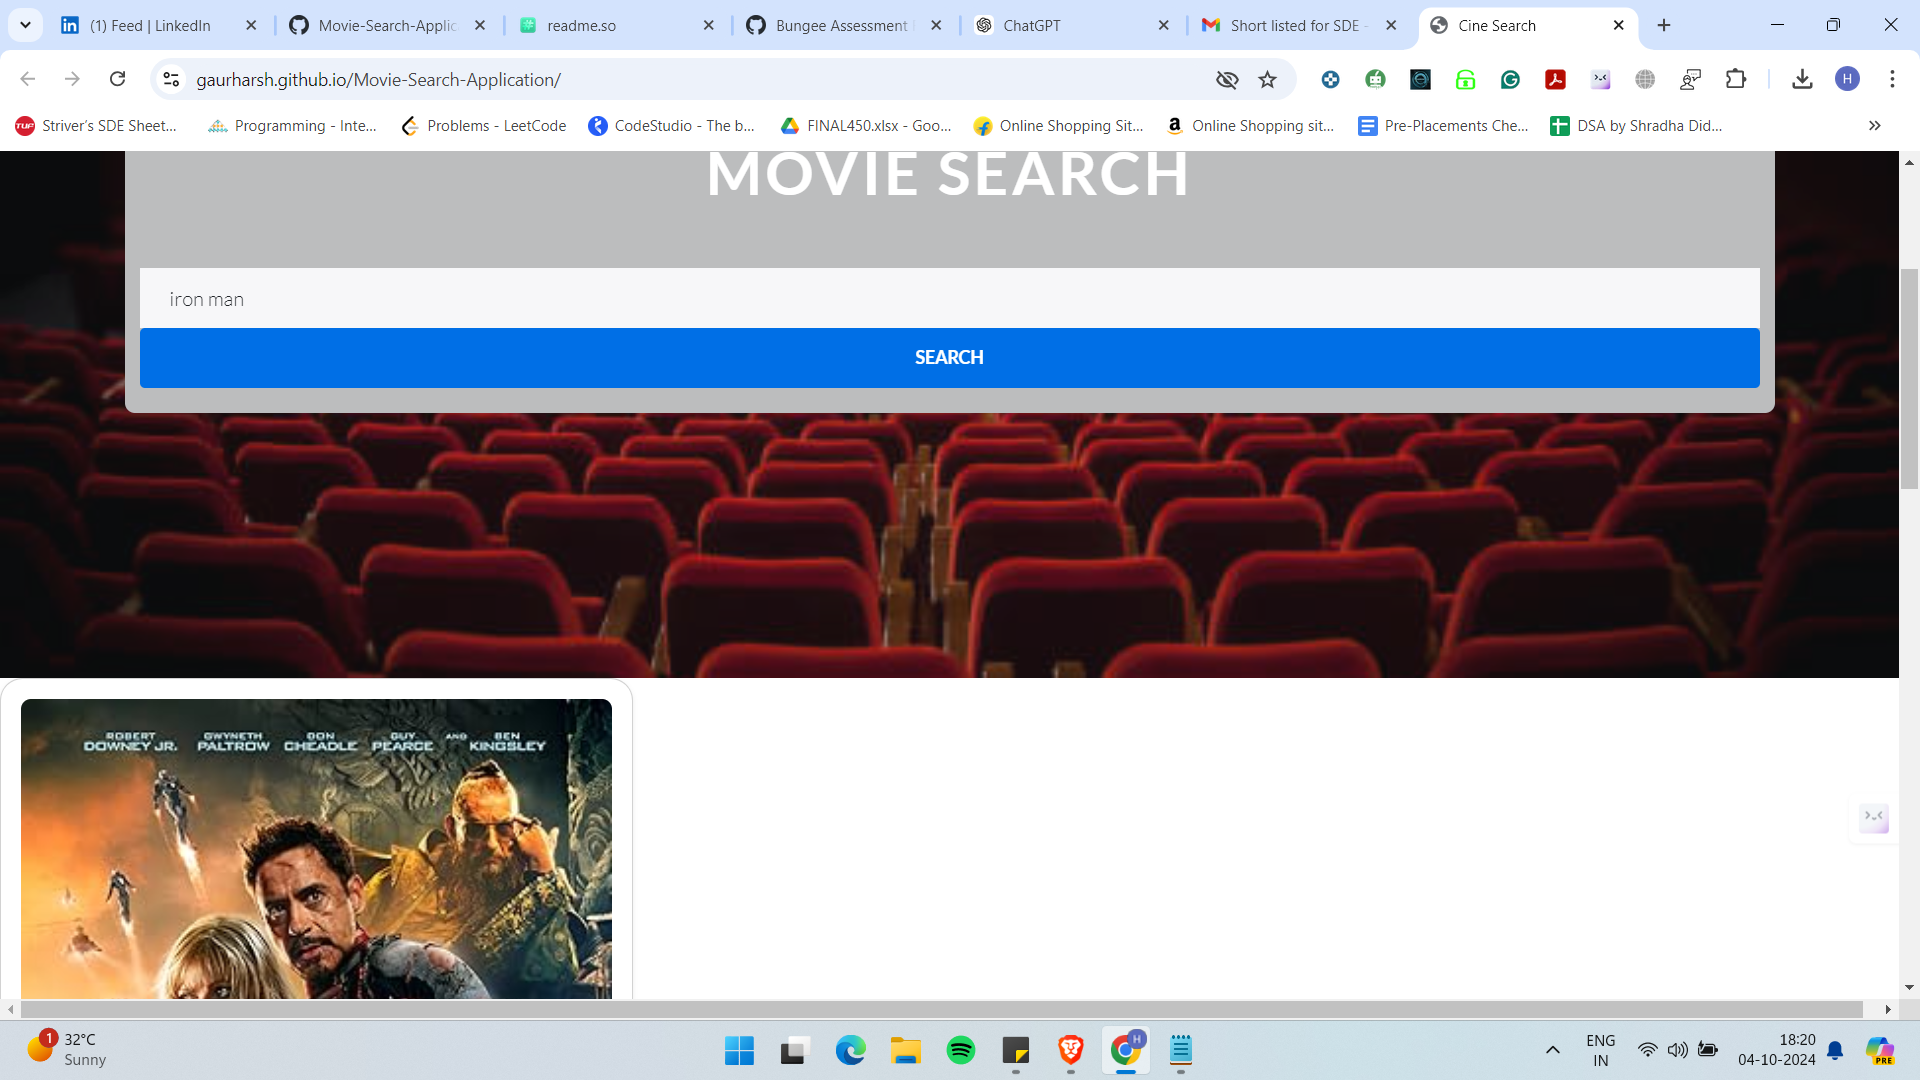 (1) Feed | LinkedIn
Movie-Search-Applic
readme.so
Bungee Assessment
ChatGPT
Short listed for SDE -
Cine Search
gaurharsh.github.io/Movie-Search-Application/
H
TUF Striver's SDE Sheet...
Programming - Inte...
Problems - LeetCode
CodeStudio - The b...
FINAL450.xlsx - Goo...
Online Shopping Sit...
Online Shopping sit...
Pre-Placements Che...
DSA by Shradha Did...
MOVIE SEARCH
iron man
SEARCH
ROBERT DOWNEY JR. GWYNETH PALTROW DON CHEADLE GUY PEARCE AND BEN KINGSLEY
1
32°C
Sunny
H
ENG
IN
18:20
04-10-2024
PRE